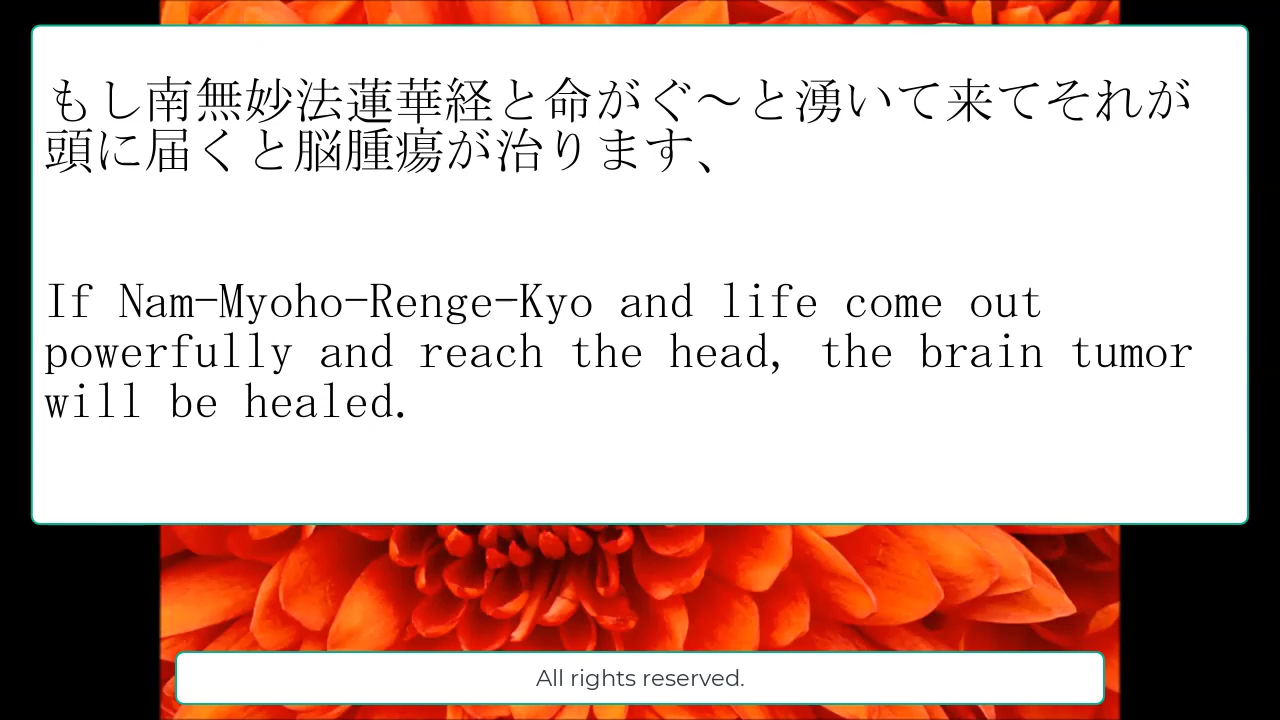 もし南無妙法蓮華経と命がぐ～と湧いて来てそれが
頭に届くと脳腫瘍が治ります、
If Nam-Myoho-Renge-Kyo and life come out
powerfully and reach the head, the brain tumor
will be healed.
All rights reserved.